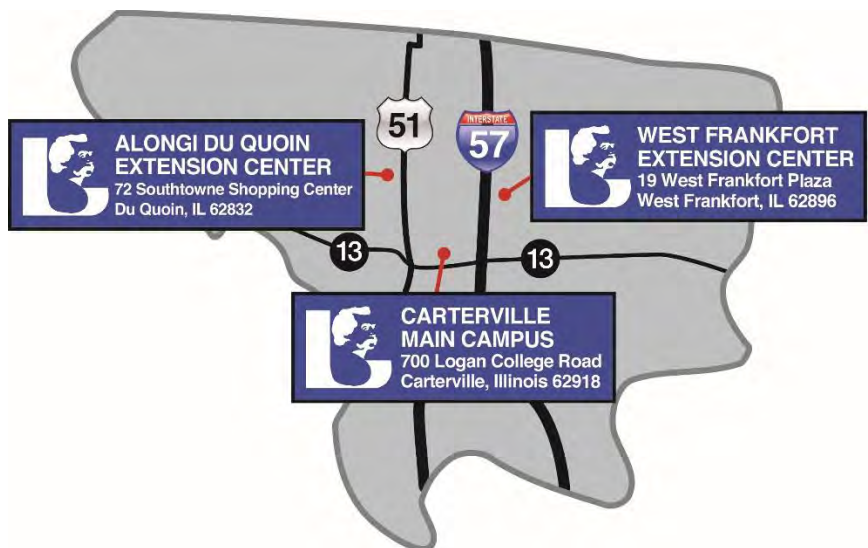 51
INTERSTATE
57
ALONGI DU QUOIN
EXTENSION CENTER
72 Southtowne Shopping Center
Du Quoin, IL 62832
WEST FRANKFORT
EXTENSION CENTER
19 West Frankfort Plaza
West Frankfort, IL 62896
13
13
CARTERVILLE
MAIN CAMPUS
700 Logan College Road
Carterville, Illinois 62918